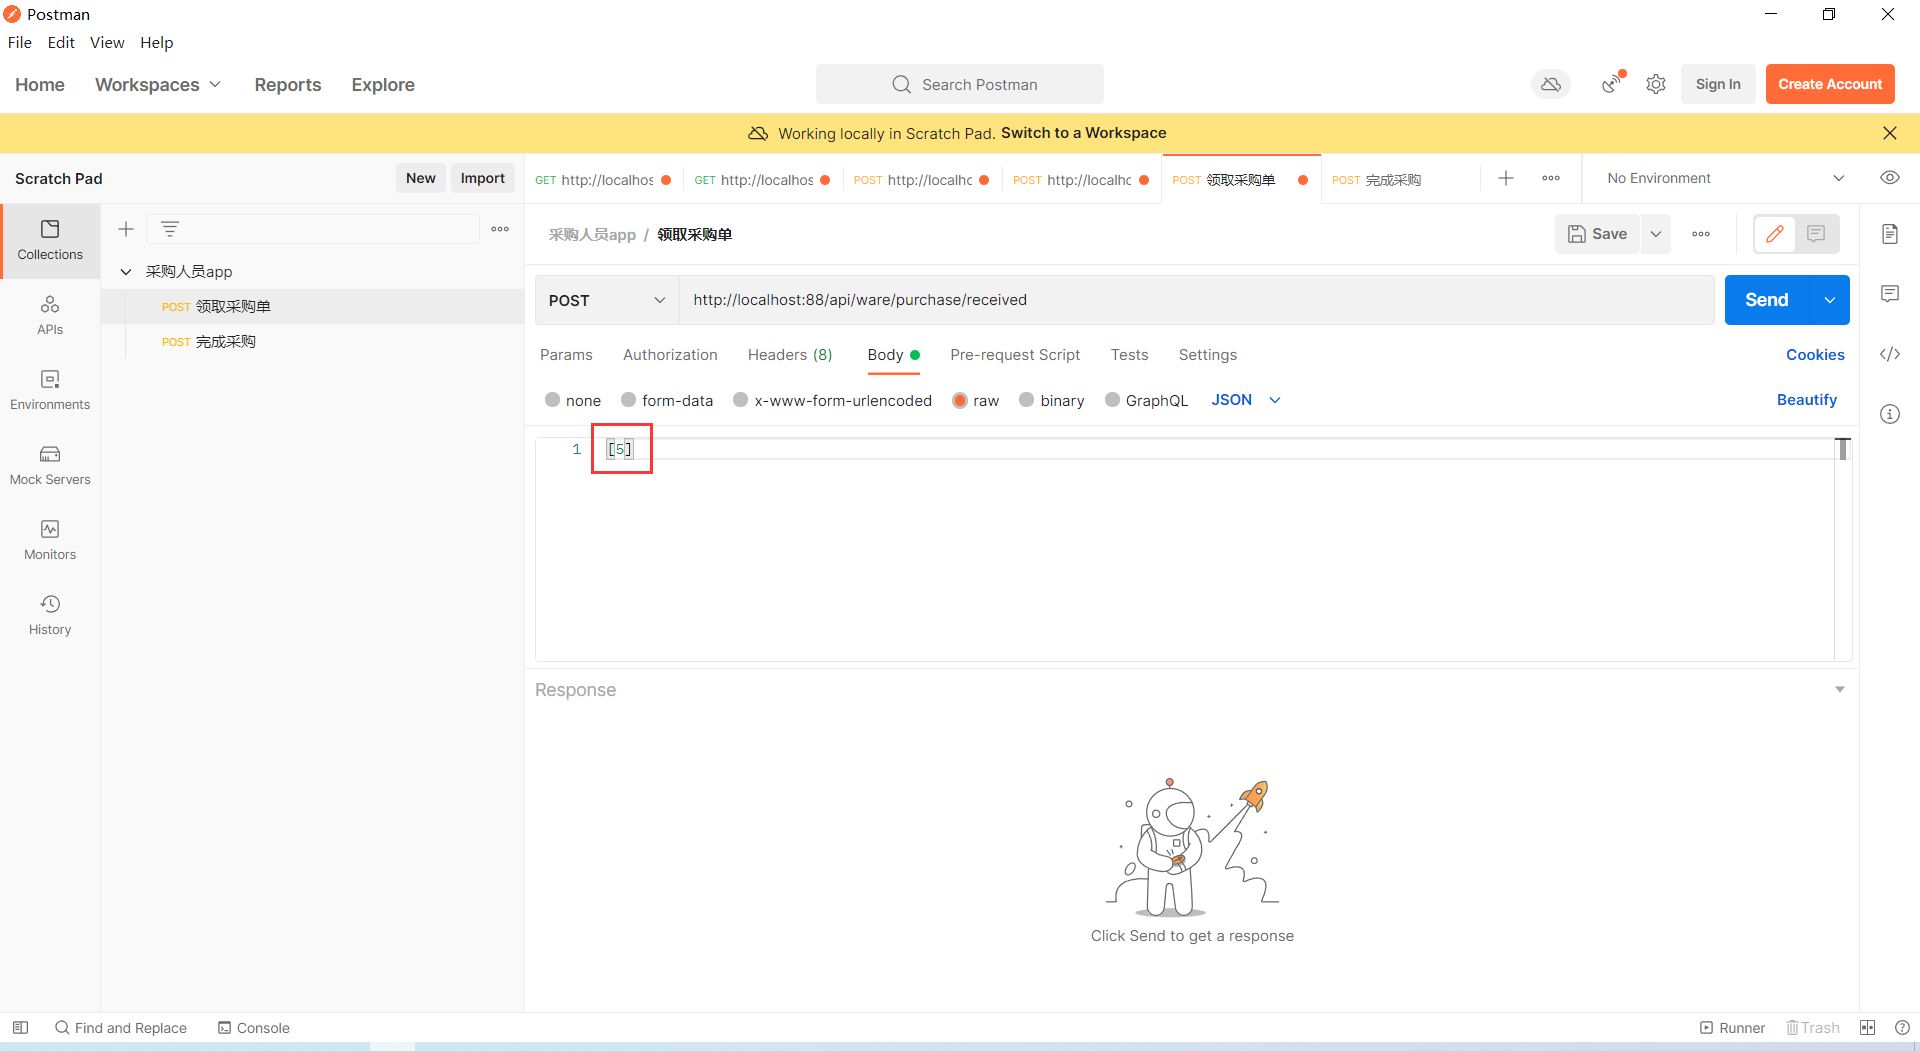 Postman
File Edit View Help
Home Workspaces Reports Explore Search Postman Sign In Create Account
Working locally in Scratch Pad. Switch to a Workspace
Scratch Pad New Import GET http://localhos GET http://localhos POST http://localhc POST http://localhc POST 领取采购单 POST 完成采购 No Environment
Collections
采购人员app / 领取采购单 Save
采购人员app
POST 领取采购单
POST 完成采购
POST http://localhost:88/api/ware/purchase/received Send
APIs
Params Authorization Headers (8) Body Pre-request Script Tests Settings Cookies
Environments
none form-data x-www-form-urlencoded raw binary GraphQL JSON Beautify
1 [5]
Mock Servers
Monitors
History
Response
Click Send to get a response
Find and Replace Console Runner Trash